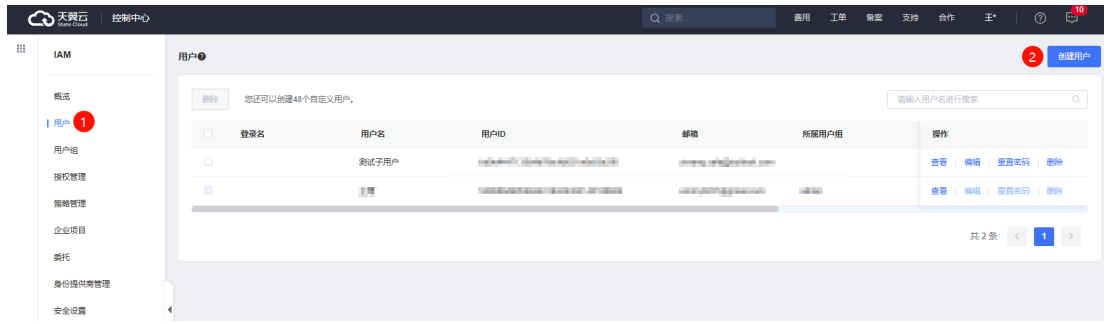 天翼云 State Cloud 控制中心 搜索... 费用 工单 备案 支持 合作 王* 10
IAM
用户 2 创建用户
概览
删除 您还可以创建48个自定义用户。 请输入用户名进行搜索
用户 1
登录名 用户名 用户ID 邮箱 所属用户组 操作
用户组
测试子用户 查看 编辑 重置密码 删除
授权管理
查看 编辑 重置密码 删除
策略管理
企业项目
共 2 条 < 1 >
委托
身份提供商管理
安全设置